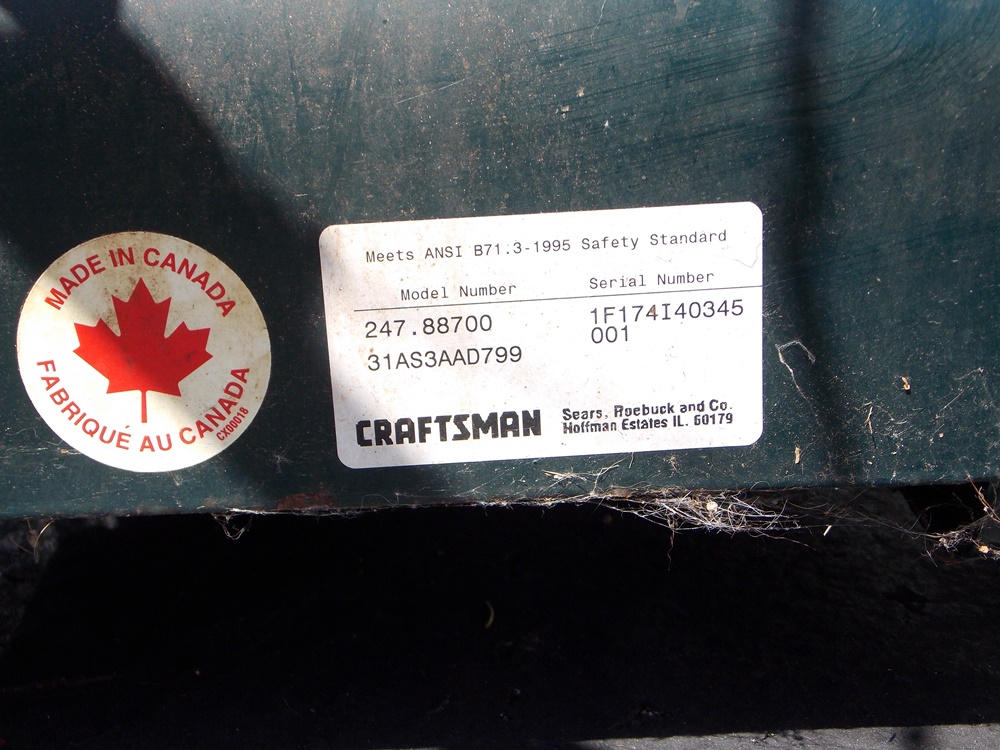 MADE IN CANADA
FABRIQUÉ AU CANADA
CX00018
Meets ANSI B71.3-1995 Safety Standard
Model Number Serial Number
247.88700 1F174I40345
31AS3AAD799 001
CRAFTSMAN Sears, Roebuck and Co.
Hoffman Estates IL. 60179